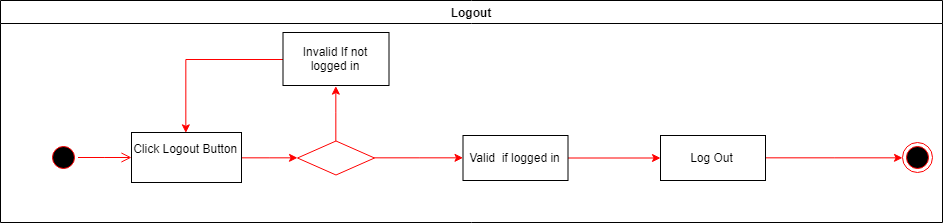 Logout
Invalid If not
logged in
Click Logout Button
Valid  if logged in
Log Out